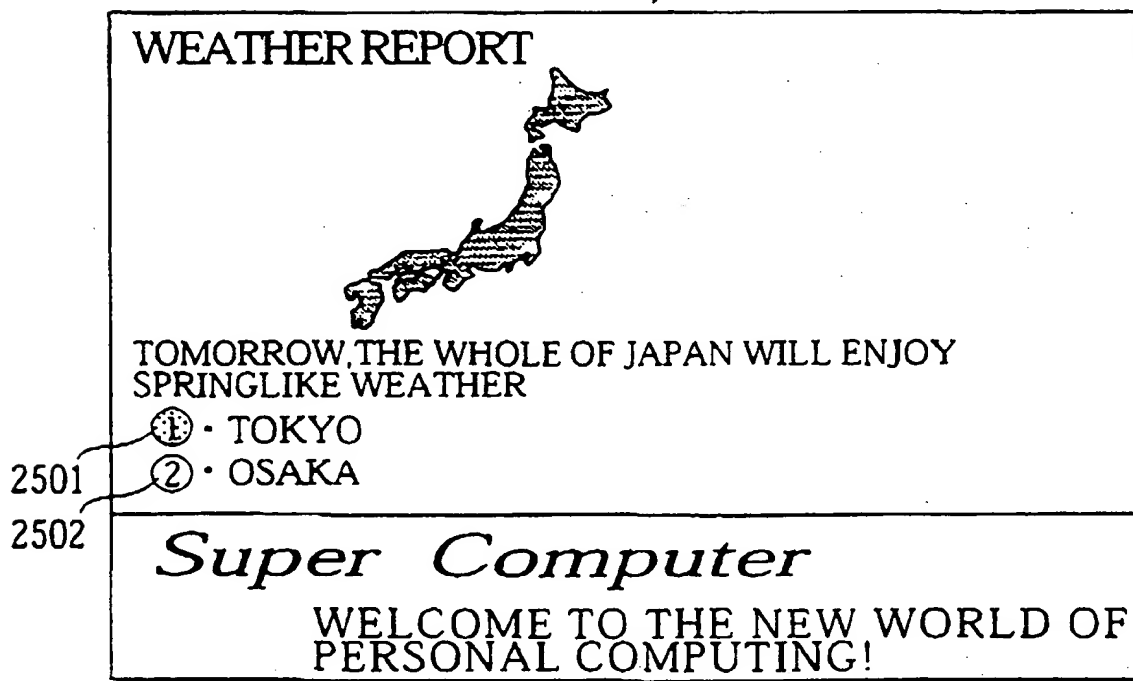 WEATHER REPORT
TOMORROW, THE WHOLE OF JAPAN WILL ENJOY
SPRINGLIKE WEATHER
1 · TOKYO
2 · OSAKA
2501
2502
Super Computer
WELCOME TO THE NEW WORLD OF
PERSONAL COMPUTING!